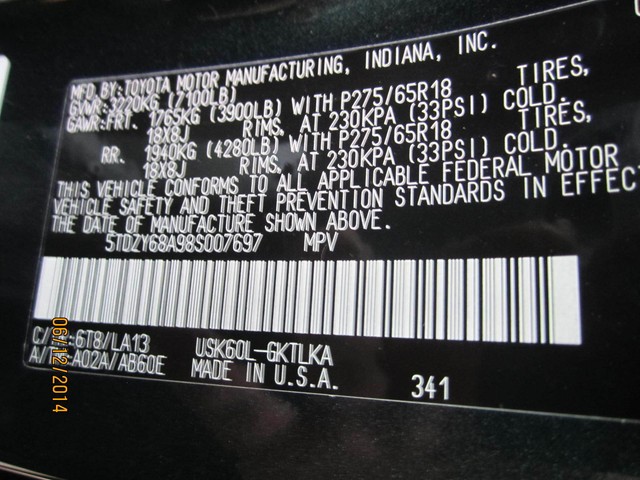 MFD. BY: TOYOTA MOTOR MANUFACTURING, INDIANA, INC.
GVWR: 3220KG (7100LB)
GAWR: FRT. 1765KG (3900LB) WITH P275/65R18 TIRES,
18X8J RIMS, AT 230KPA (33PSI) COLD.
RR. 1940KG (4280LB) WITH P275/65R18 TIRES,
18X8J RIMS, AT 230KPA (33PSI) COLD.
THIS VEHICLE CONFORMS TO ALL APPLICABLE FEDERAL MOTOR
VEHICLE SAFETY AND THEFT PREVENTION STANDARDS IN EFFEC
THE DATE OF MANUFACTURE SHOWN ABOVE.
5TDZY68A98S007697 MPV
C/ :6T8/LA13 USK60L-GKTLKA
A/ :A02A/AB60E MADE IN U.S.A. 341
06/12/2014